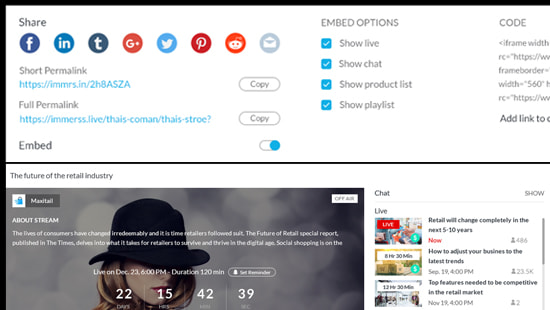 Share
Short Permalink
https://immrs.in/2h8ASZA
Copy
Full Permalink
https://immerss.live/thais-coman/thais-stroe?
Copy
Embed
EMBED OPTIONS
Show live
Show chat
Show product list
Show playlist
CODE
<iframe width
rc="https://ww
frameborder=
width="560" h
rc="https://ww
Add link to c
The future of the retail industry
Maxitail
OFF AIR
ABOUT STREAM
The lives of consumers have changed irredeemably and it is time retailers followed suit. The Future of Retail special report,
published in The Times, delves into what it takes for retailers to survive and thrive in the digital age. Social shopping is on the
Live on Dec. 23, 6:00 PM - Duration 120 min
Set Reminder
22
15
42
39
DAYS
HRS
MIN
SEC
Chat
SHOW
Live
LIVE
Retail will change completely in the
next 5-10 years
Now
486
8 Hr 30 Min
How to adjust your busines to the
latest trends
Sep. 19, 4:00 PM
23.5K
12 Hr 30 Min
Top features needed to be competitive
in the retail market
Nov 19, 4:00 PM
2